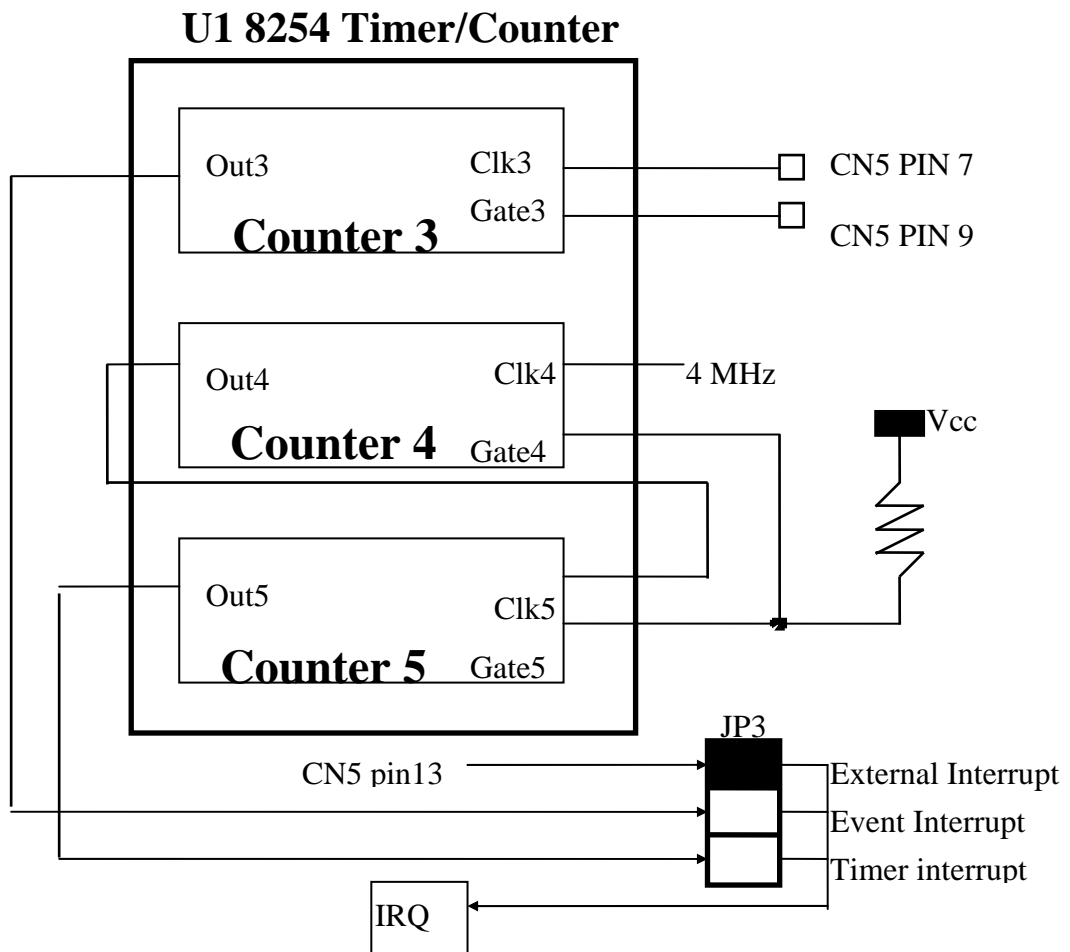 U1 8254 Timer/Counter
Out3
Clk3
Gate3
Counter 3
CN5 PIN 7
CN5 PIN 9
Out4
Clk4
4 MHz
Counter 4
Gate4
Vcc
Out5
Clk5
Counter 5
Gate5
JP3
CN5 pin13
External Interrupt
Event Interrupt
Timer interrupt
IRQ